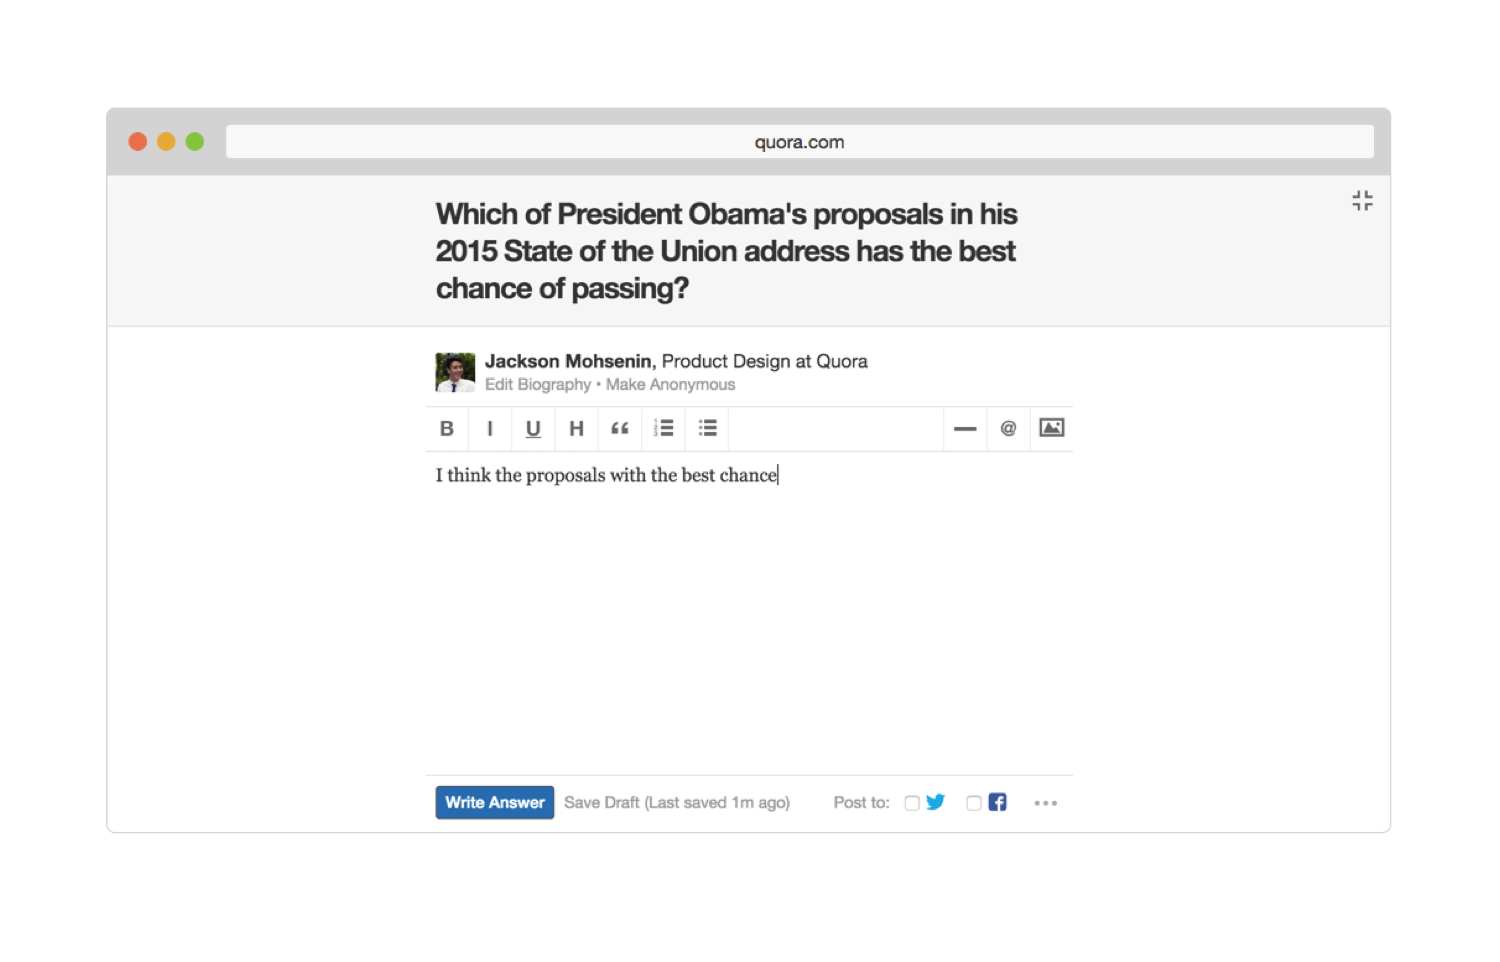 quora.com
Which of President Obama's proposals in his
2015 State of the Union address has the best
chance of passing?
Jackson Mohsenin, Product Design at Quora
Edit Biography • Make Anonymous
B I U H “ @
I think the proposals with the best chance
Write Answer Save Draft (Last saved 1m ago) Post to: